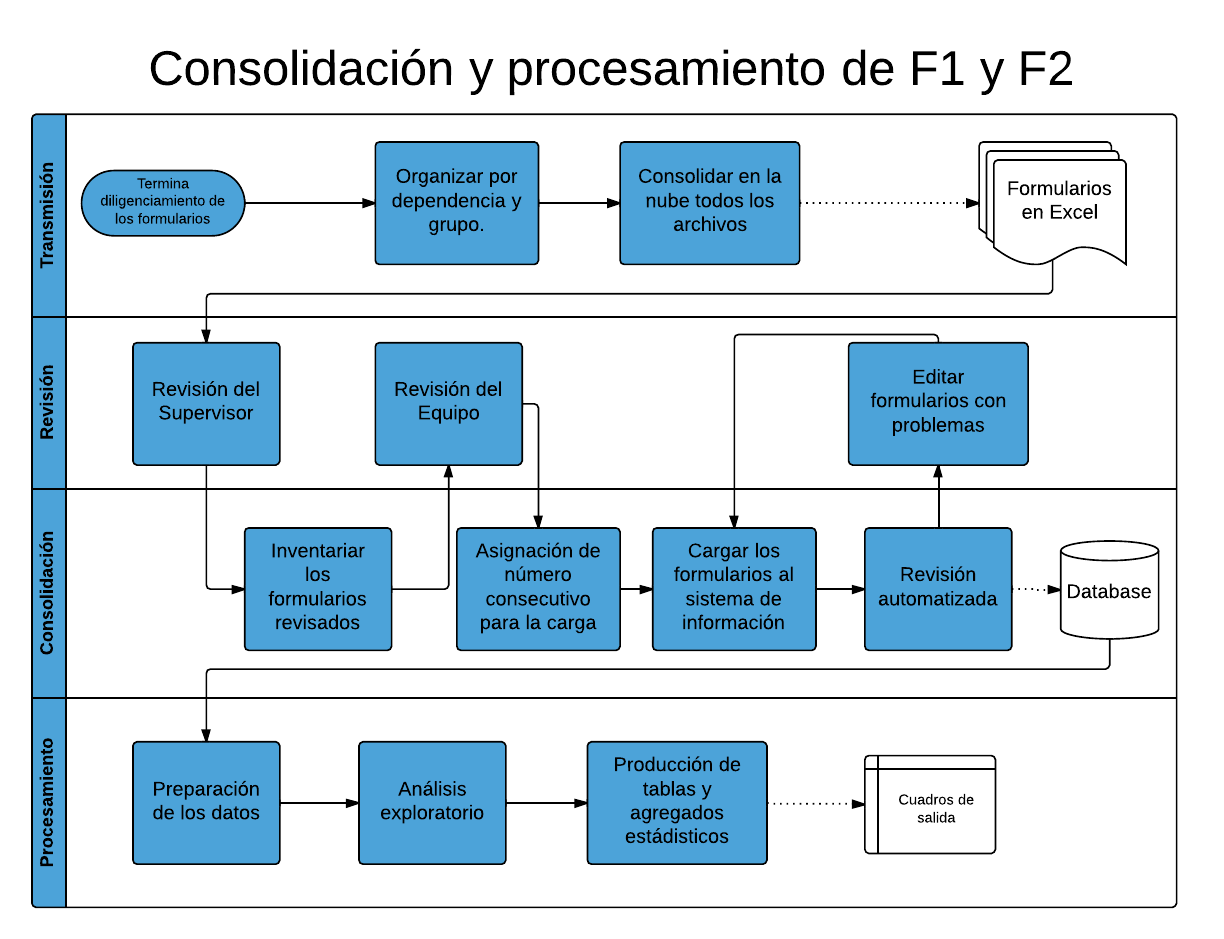 Consolidación y procesamiento de F1 y F2
Transmisión
Termina
diligenciamiento de
los formularios
Organizar por
dependencia y
grupo.
Consolidar en la
nube todos los
archivos
Formularios
en Excel
Revisión
Revisión del
Supervisor
Revisión del
Equipo
Editar
formularios con
problemas
Consolidación
Inventariar
los
formularios
revisados
Asignación de
número
consecutivo
para la carga
Cargar los
formularios al
sistema de
información
Revisión
automatizada
Database
Procesamiento
Preparación
de los datos
Análisis
exploratorio
Producción de
tablas y
agregados
estádisticos
Cuadros de
salida